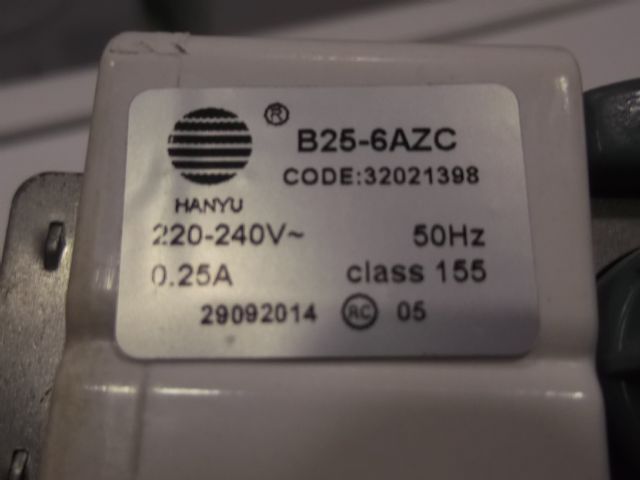 ®
B25-6AZC
CODE:32021398
HANYU
220-240V~ 50Hz
0.25A class 155
29092014 RC 05